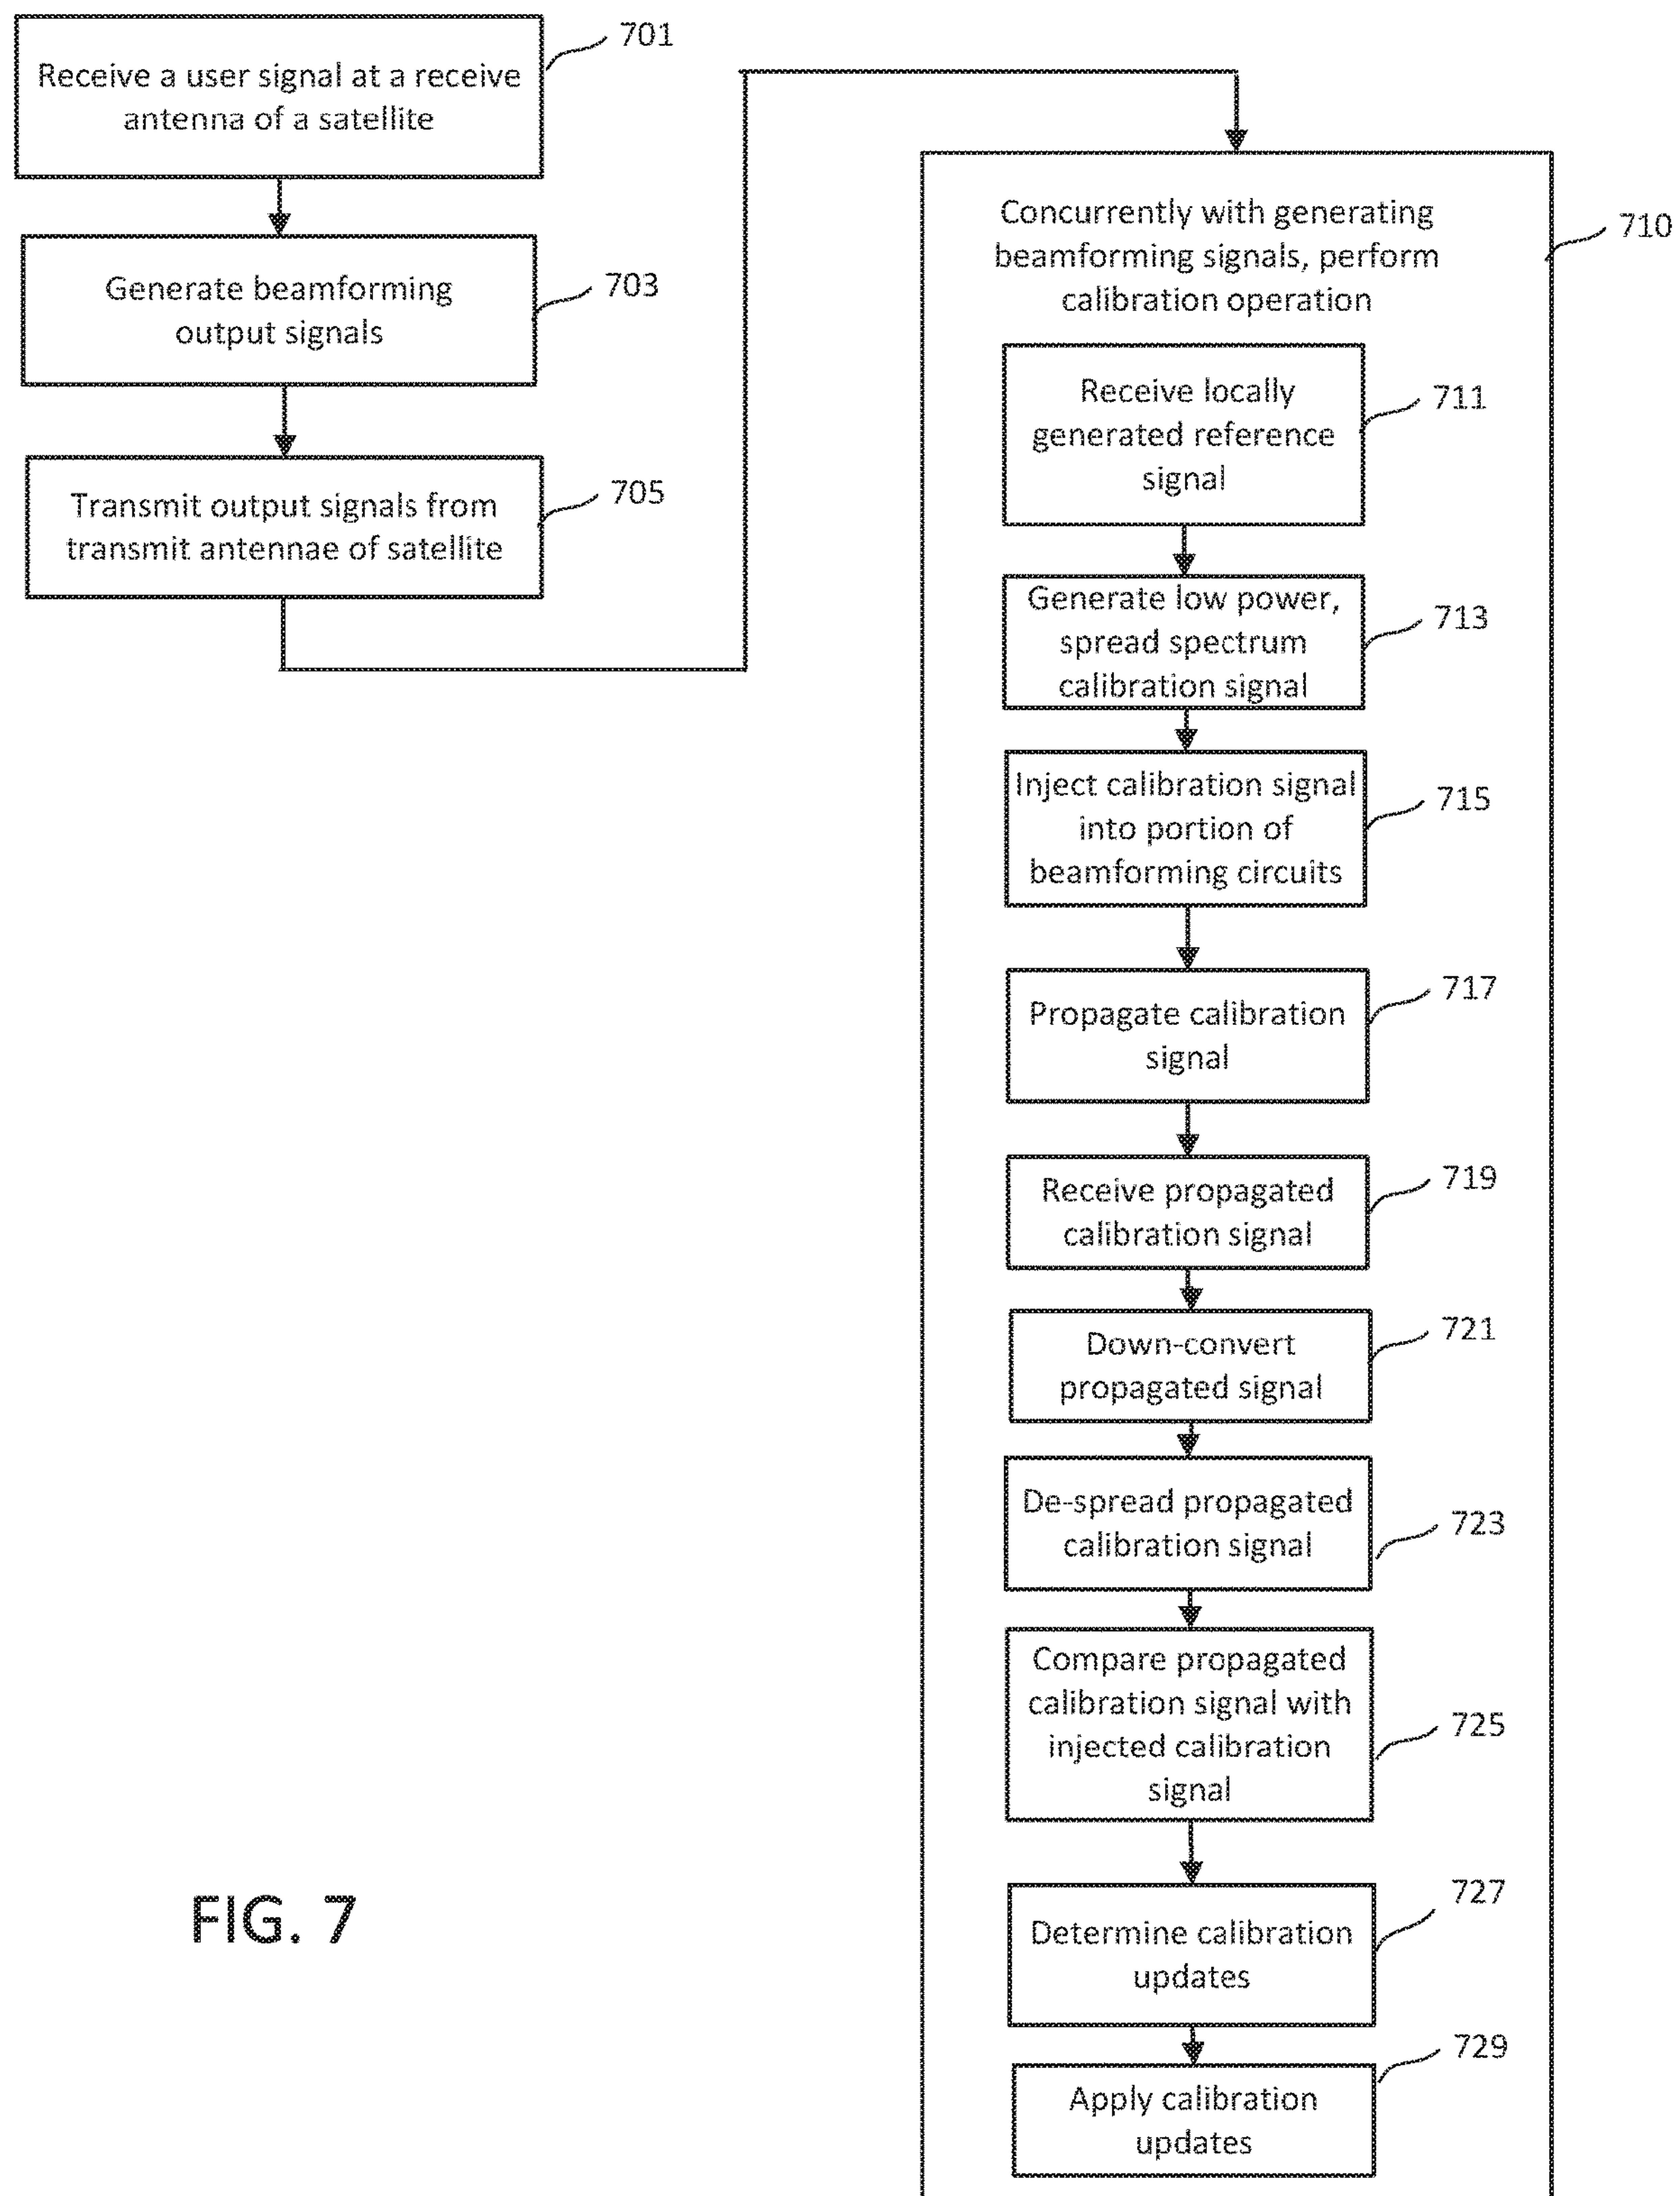 Receive a user signal at a receive
antenna of a satellite
701
Generate beamforming
output signals
703
Transmit output signals from
transmit antennae of satellite
705
Concurrently with generating
beamforming signals, perform
calibration operation
710
Receive locally
generated reference
signal
711
Generate low power,
spread spectrum
calibration signal
713
Inject calibration signal
into portion of
beamforming circuits
715
Propagate calibration
signal
717
Receive propagated
calibration signal
719
Down-convert
propagated signal
721
De-spread propagated
calibration signal
723
Compare propagated
calibration signal with
injected calibration
signal
725
Determine calibration
updates
727
Apply calibration
updates
729
FIG. 7